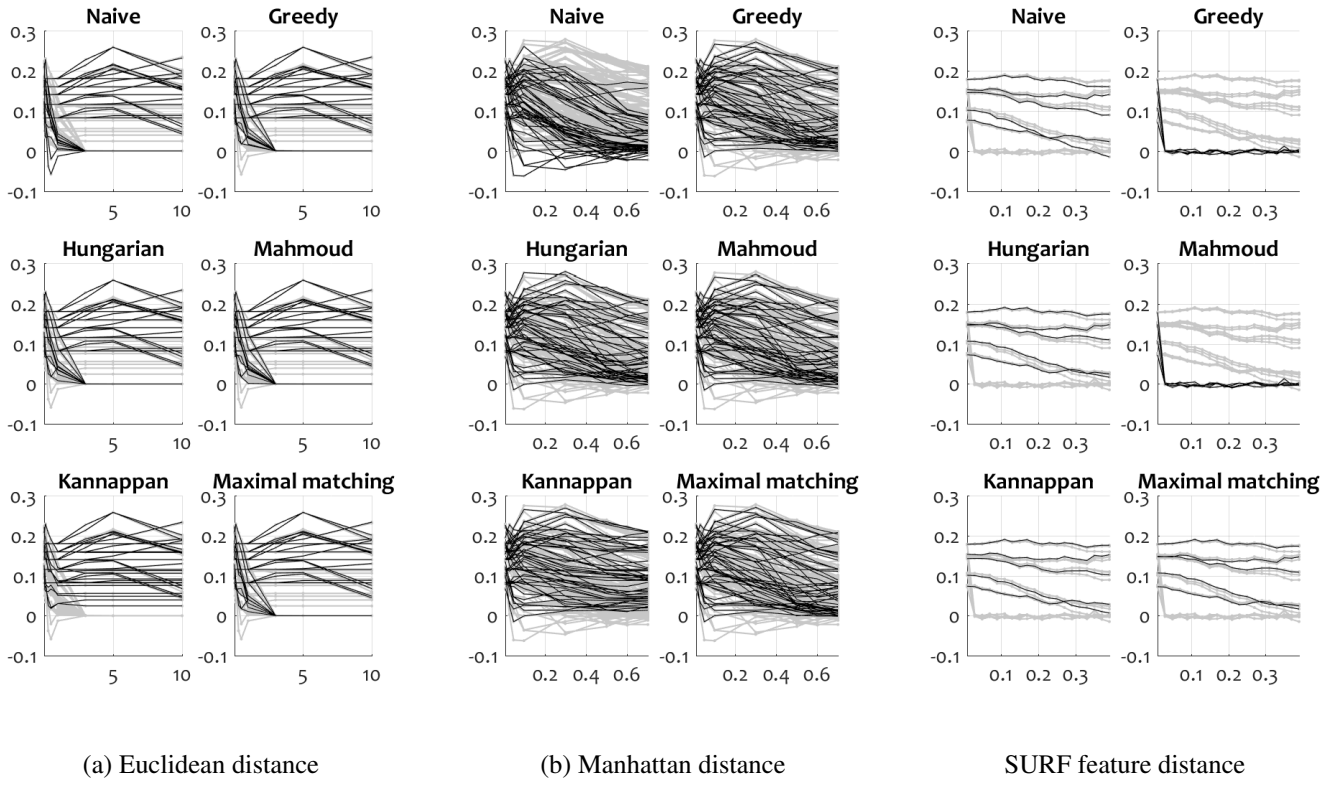 Naive Greedy
0.3 0.3
0.2 0.2
0.1 0.1
0 0
-0.1 -0.1
5 10 5 10
Hungarian Mahmoud
0.3 0.3
0.2 0.2
0.1 0.1
0 0
-0.1 -0.1
5 10 5 10
Kannappan Maximal matching
0.3 0.3
0.2 0.2
0.1 0.1
0 0
-0.1 -0.1
5 10 5 10
(a) Euclidean distance
Naive Greedy
0.3 0.3
0.2 0.2
0.1 0.1
0 0
-0.1 -0.1
0.2 0.4 0.6 0.2 0.4 0.6
Hungarian Mahmoud
0.3 0.3
0.2 0.2
0.1 0.1
0 0
-0.1 -0.1
0.2 0.4 0.6 0.2 0.4 0.6
Kannappan Maximal matching
0.3 0.3
0.2 0.2
0.1 0.1
0 0
-0.1 -0.1
0.2 0.4 0.6 0.2 0.4 0.6
(b) Manhattan distance
Naive Greedy
0.3 0.3
0.2 0.2
0.1 0.1
0 0
-0.1 -0.1
0.1 0.2 0.3 0.1 0.2 0.3
Hungarian Mahmoud
0.3 0.3
0.2 0.2
0.1 0.1
0 0
-0.1 -0.1
0.1 0.2 0.3 0.1 0.2 0.3
Kannappan Maximal matching
0.3 0.3
0.2 0.2
0.1 0.1
0 0
-0.1 -0.1
0.1 0.2 0.3 0.1 0.2 0.3
SURF feature distance